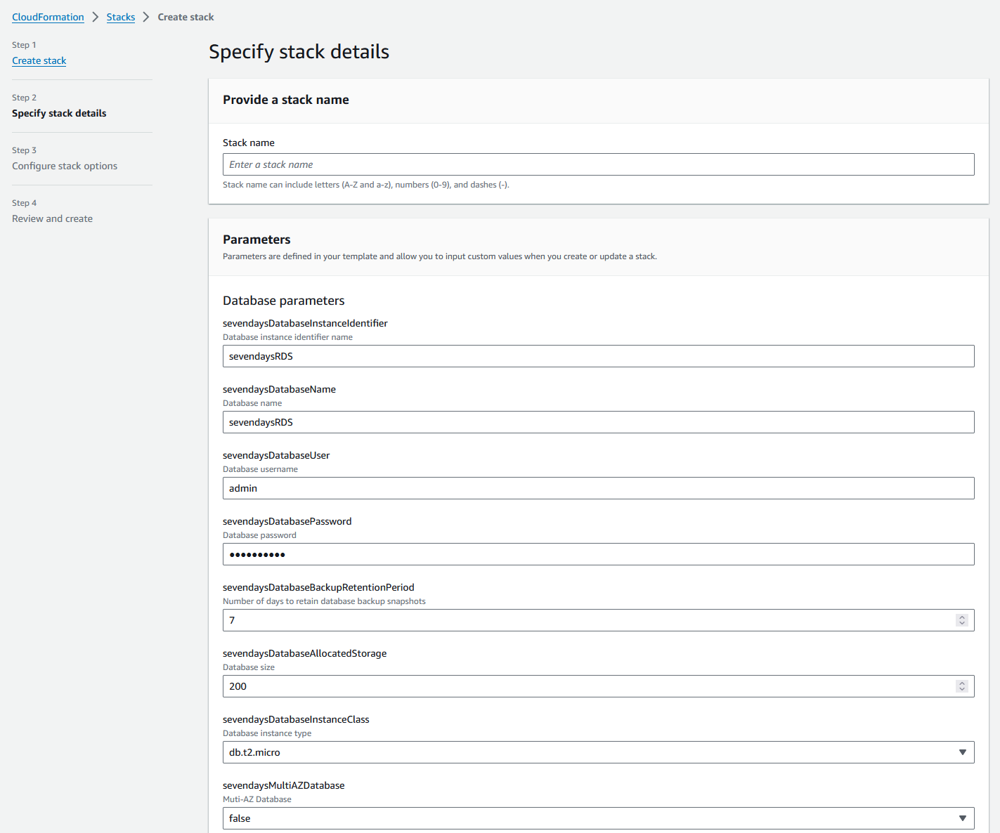 CloudFormation > Stacks > Create stack
Step 1
Create stack
Step 2
Specify stack details
Step 3
Configure stack options
Step 4
Review and create
Specify stack details
Provide a stack name
Stack name
Enter a stack name
Stack name can include letters (A-Z and a-z), numbers (0-9), and dashes (-).
Parameters
Parameters are defined in your template and allow you to input custom values when you create or update a stack.
Database parameters
sevendaysDatabaseInstanceIdentifier
Database instance identifier name
sevendaysRDS
sevendaysDatabaseName
Database name
sevendaysRDS
sevendaysDatabaseUser
Database username
admin
sevendaysDatabasePassword
Database password
••••••••••
sevendaysDatabaseBackupRetentionPeriod
Number of days to retain database backup snapshots
7
sevendaysDatabaseAllocatedStorage
Database size
200
sevendaysDatabaseInstanceClass
Database instance type
db.t2.micro
sevendaysMultiAZDatabase
Muti-AZ Database
false